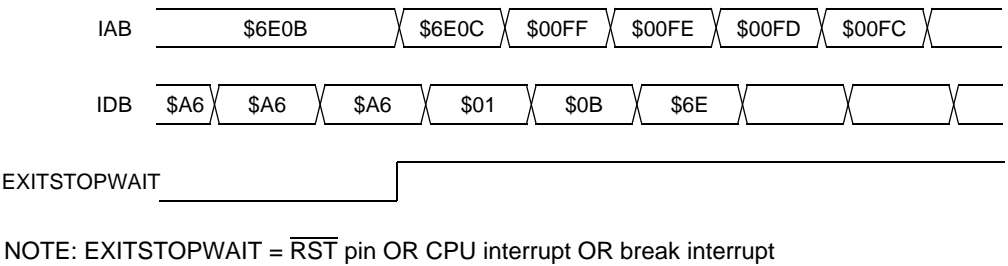 IAB $6E0B $6E0C $00FF $00FE $00FD $00FC
IDB $A6 $A6 $A6 $01 $0B $6E
EXITSTOPWAIT
NOTE: EXITSTOPWAIT = RST pin OR CPU interrupt OR break interrupt